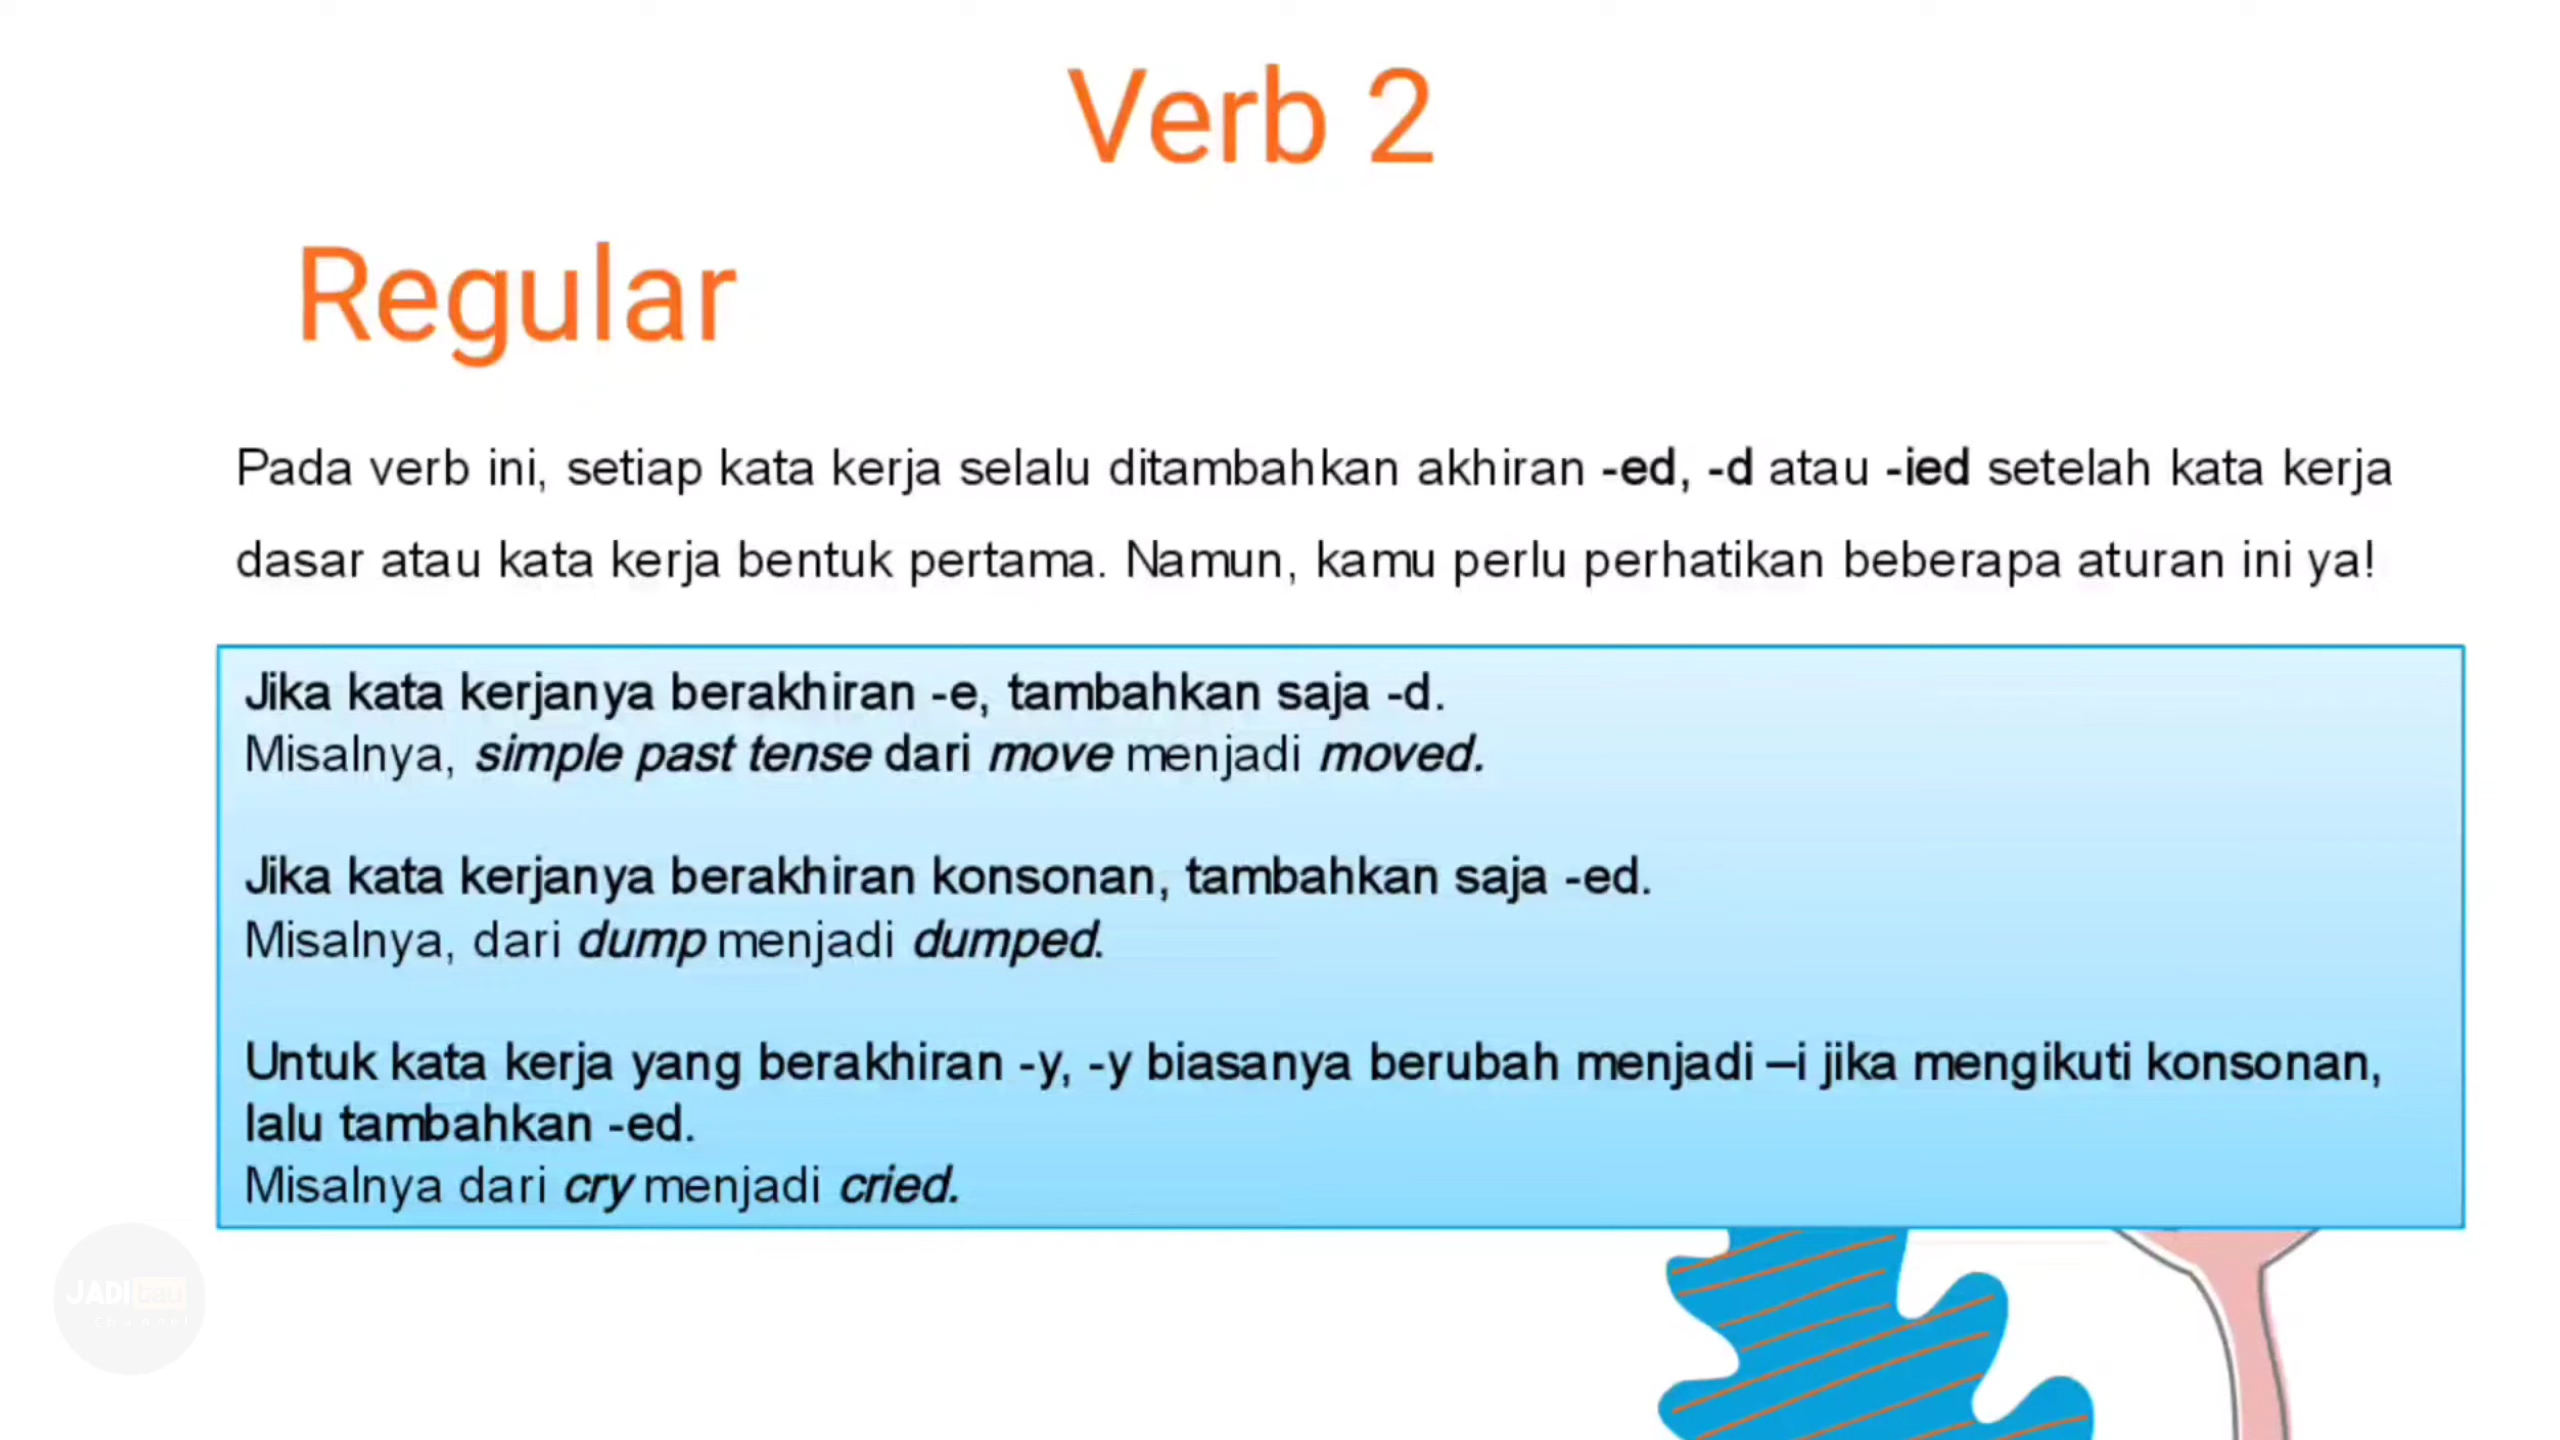 Verb 2
Regular
Pada verb ini, setiap kata kerja selalu ditambahkan akhiran -ed, -d atau -ied setelah kata kerja
dasar atau kata kerja bentuk pertama. Namun, kamu perlu perhatikan beberapa aturan ini ya!
Jika kata kerjanya berakhiran -e, tambahkan saja -d.
Misalnya, simple past tense dari move menjadi moved.
Jika kata kerjanya berakhiran konsonan, tambahkan saja -ed.
Misalnya, dari dump menjadi dumped.
Untuk kata kerja yang berakhiran -y, -y biasanya berubah menjadi –i jika mengikuti konsonan,
lalu tambahkan -ed.
Misalnya dari cry menjadi cried.
JADI
Channel